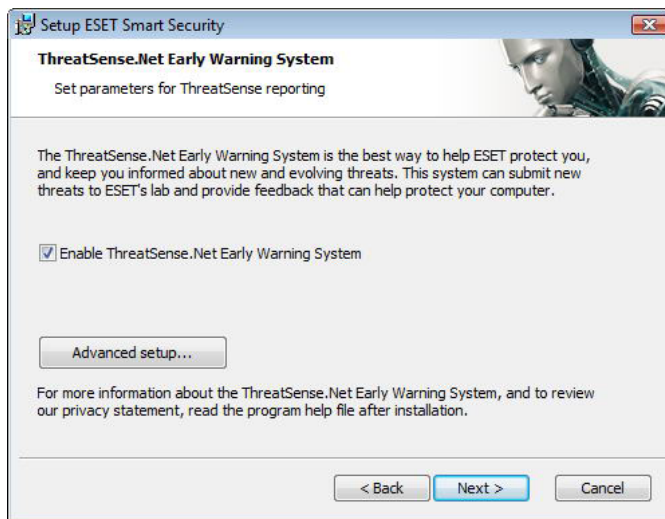 Setup ESET Smart Security
ThreatSense.Net Early Warning System
Set parameters for ThreatSense reporting
The ThreatSense.Net Early Warning System is the best way to help ESET protect you,
and keep you informed about new and evolving threats. This system can submit new
threats to ESET's lab and provide feedback that can help protect your computer.
Enable ThreatSense.Net Early Warning System
Advanced setup...
For more information about the ThreatSense.Net Early Warning System, and to review
our privacy statement, read the program help file after installation.
< Back Next > Cancel